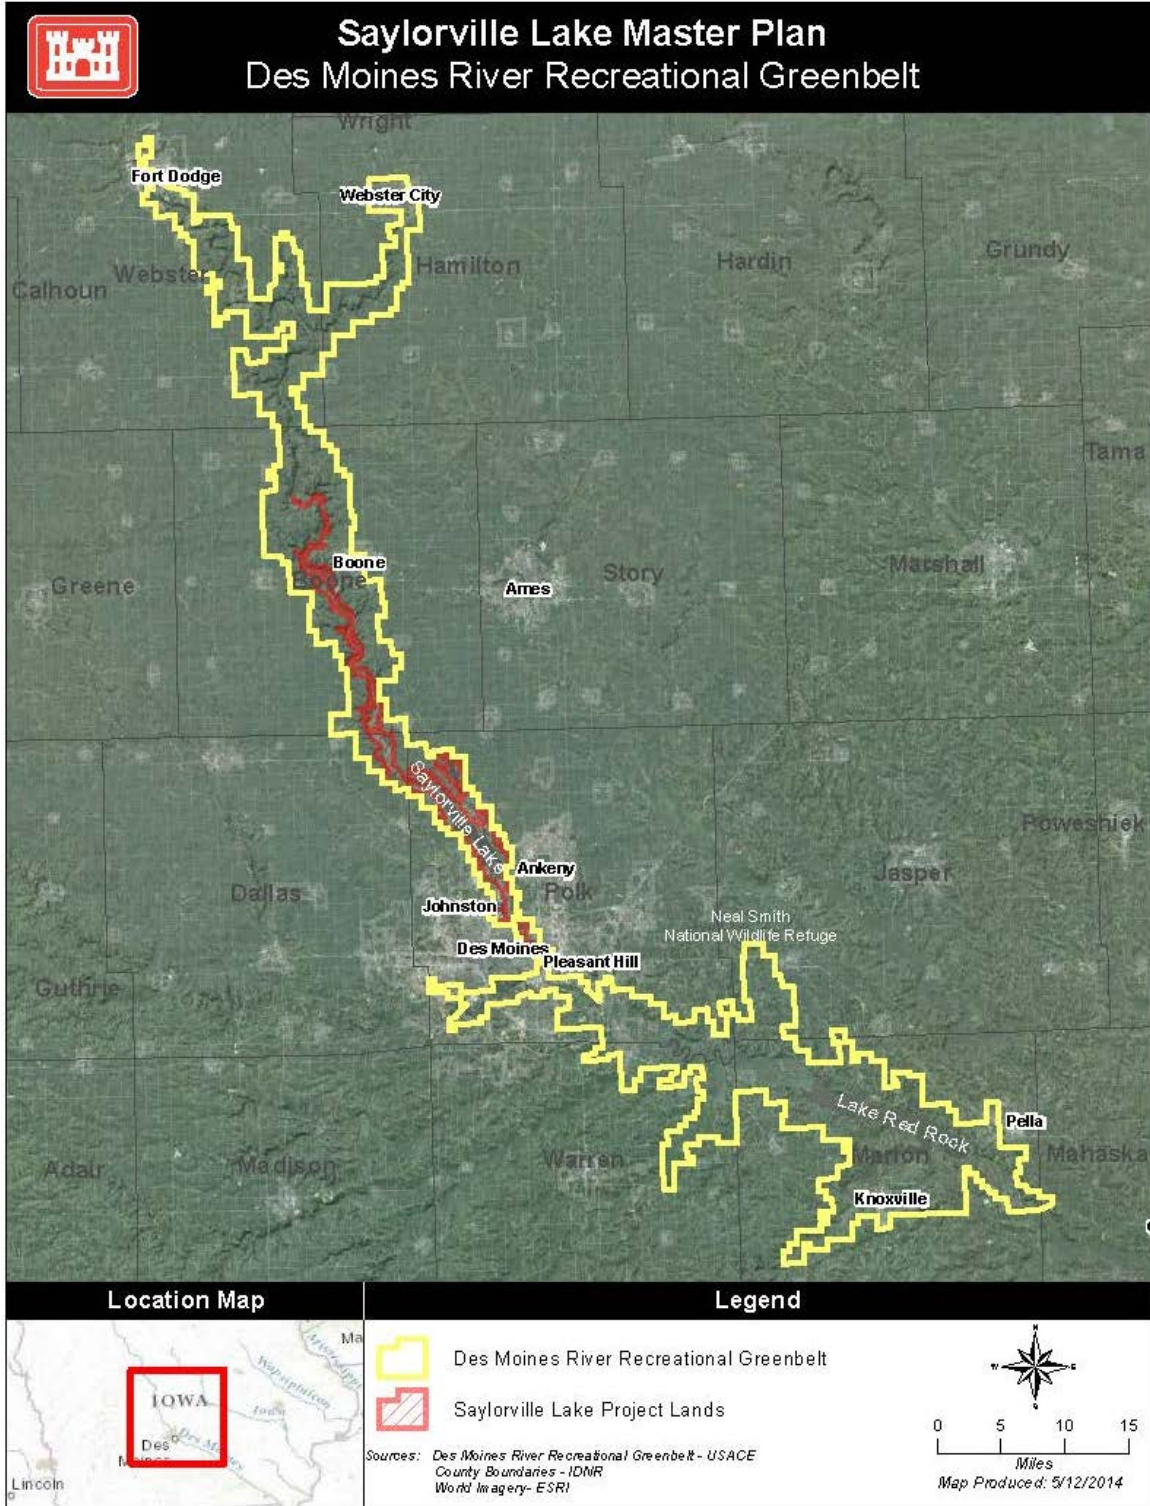 Saylorville Lake Master Plan
Des Moines River Recreational Greenbelt
Wright
Fort Dodge
Webster City
Webster
Hamilton
Hardin
Grundy
Calhoun
Tama
Boone
Boone
Ames
Story
Marshall
Greene
Saylorville Lake
Poweshiek
Ankeny
Polk
Jasper
Dallas
Johnston
Neal Smith
National Wildlife Refuge
Des Moines
Pleasant Hill
Guthrie
Lake Red Rock
Pella
Adair
Madison
Warren
Marion
Mahaska
Knoxville
Location Map
Legend
IOWA
Iowa
Wapsipinicon
Des
Lincoln
Des Moines River Recreational Greenbelt
Saylorville Lake Project Lands
N
W
E
S
0 5 10 15
Miles
Sources: Des Moines River Recreational Greenbelt - USACE
County Boundaries - IDNR
World Imagery- ESRI
Map Produced: 5/12/2014